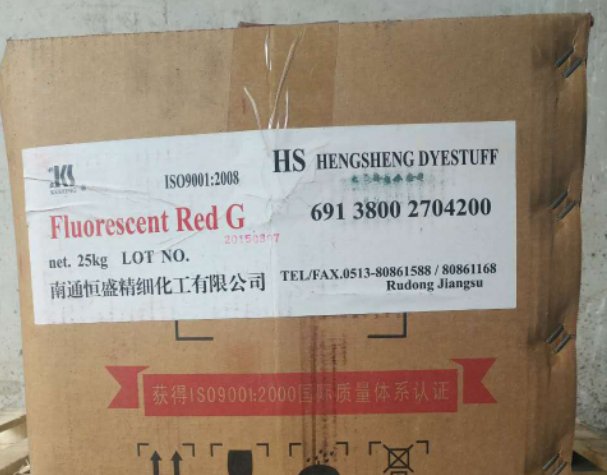 HS HENGSHENG DYESTUFF
KS
ISO9001:2008
Fluorescent Red G
691 3800 2704200
20150807
net. 25kg LOT NO.
TEL/FAX.0513-80861588 / 80861168
南通恒盛精细化工有限公司
Rudong Jiangsu
获得ISO9001:2000国际质量体系认证